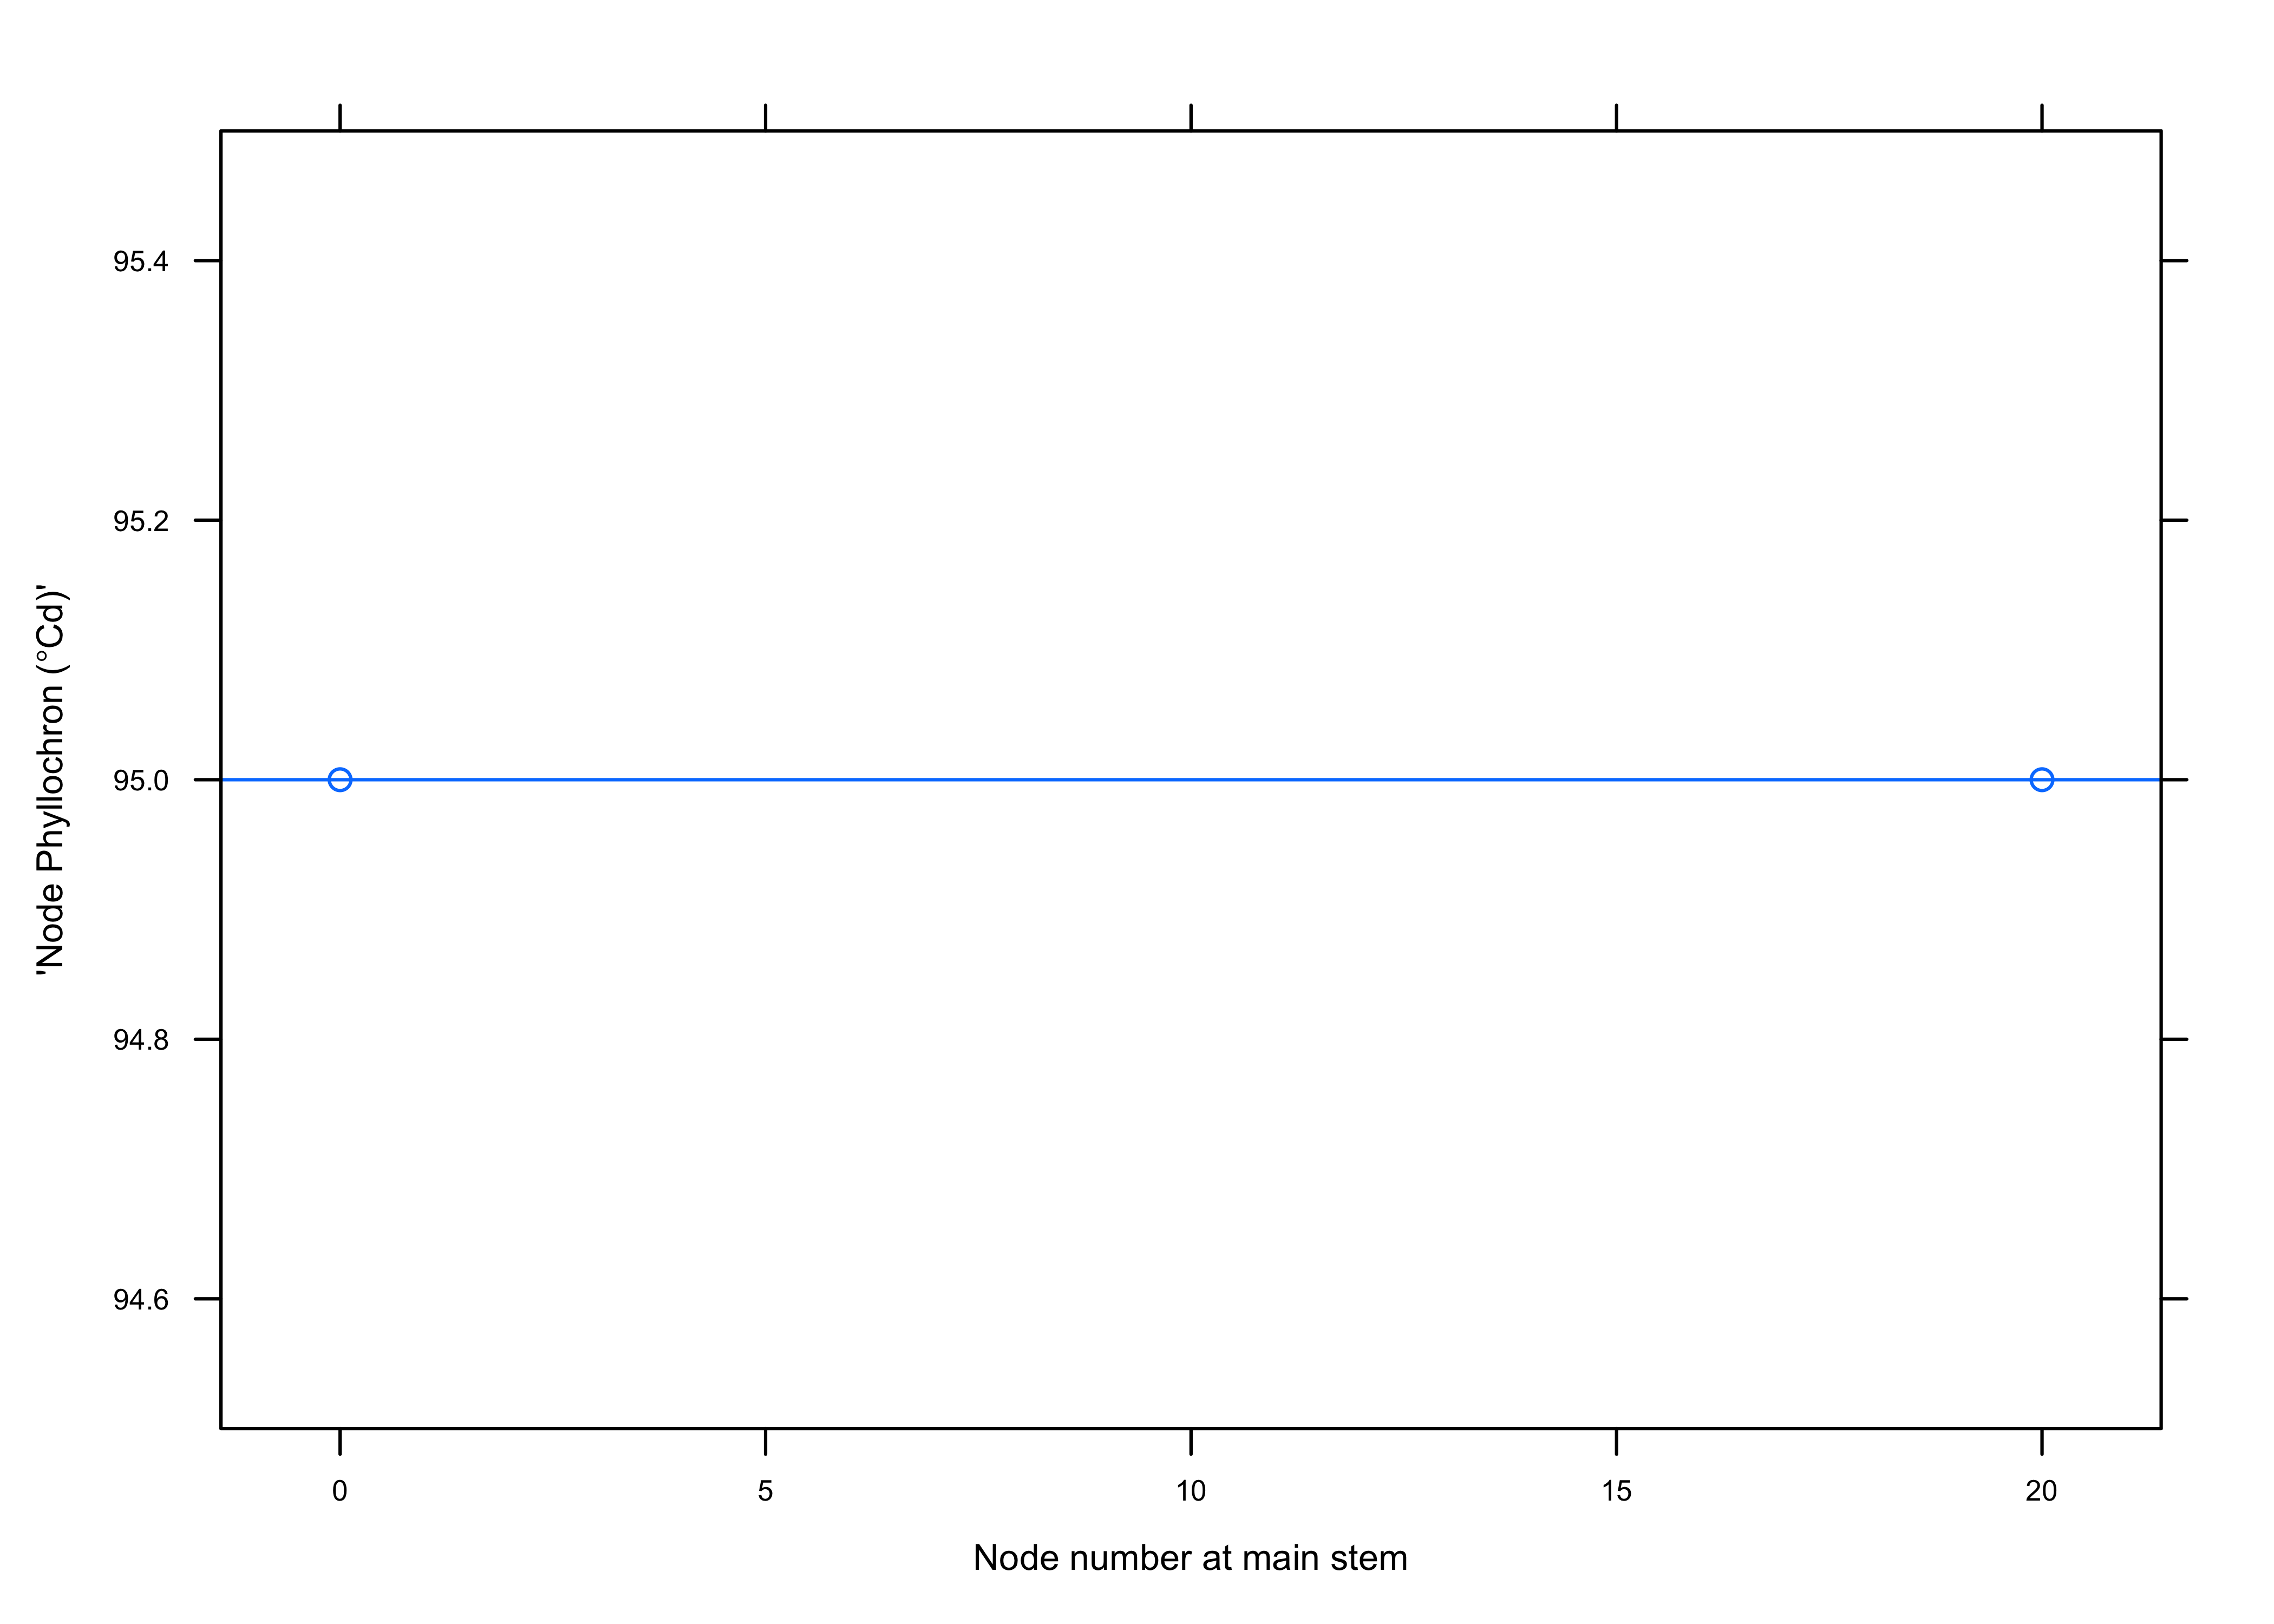 95.4
95.2
95.0
94.8
94.6
'Node Phyllochron (°Cd)'
0 5 10 15 20
Node number at main stem